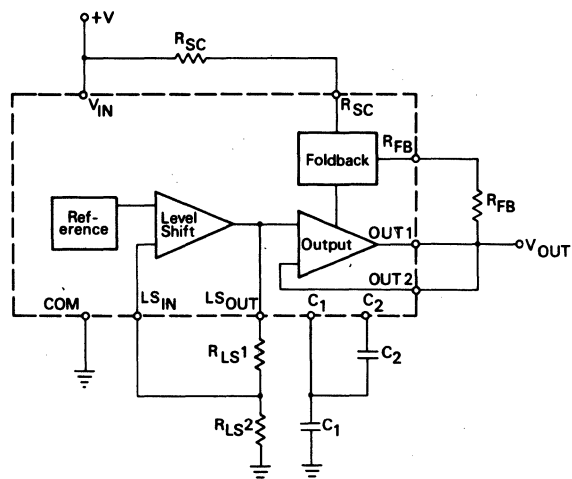 +V
RSC
VIN
RSC
Foldback
RFB
RFB
Ref-
erence
Level
Shift
Output
OUT 1
VOUT
OUT 2
COM
LSIN
LSOUT
C1
C2
RLS1
C2
RLS2
C1